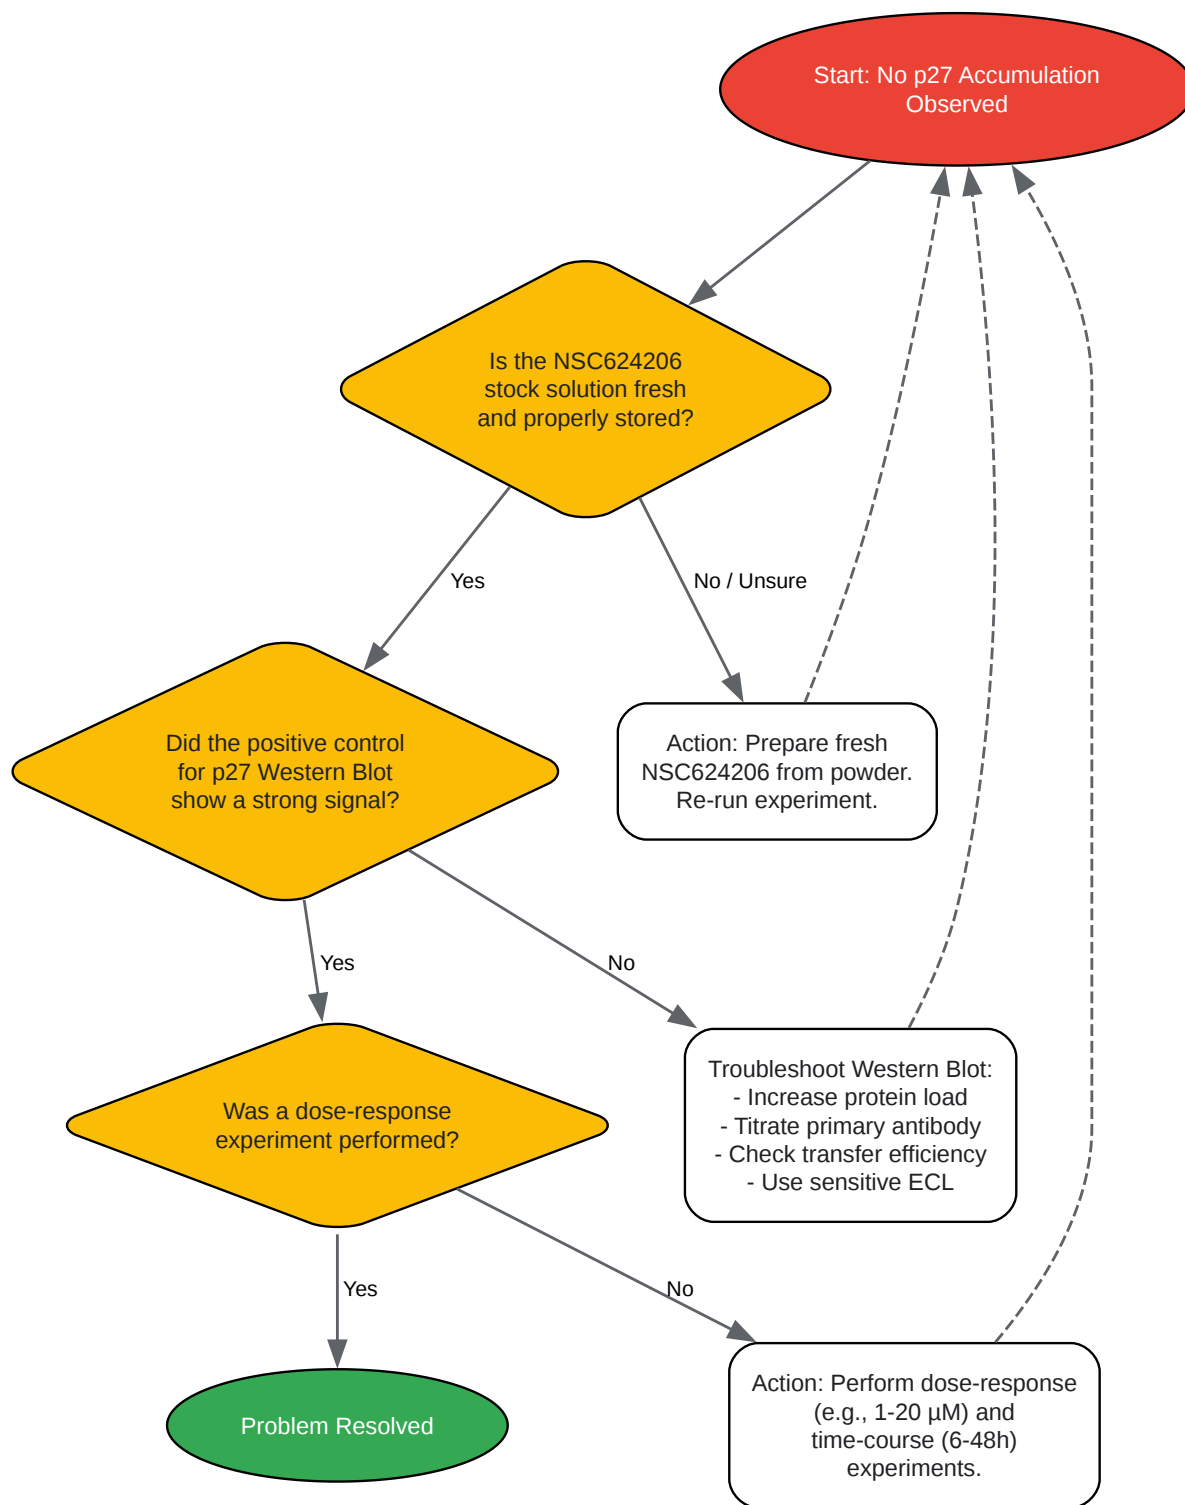 Start: No p27 Accumulation
Observed
Is the NSC624206
stock solution fresh
and properly stored?
Yes
No / Unsure
Did the positive control
for p27 Western Blot
show a strong signal?
Action: Prepare fresh
NSC624206 from powder.
Re-run experiment.
Yes
No
Was a dose-response
experiment performed?
Troubleshoot Western Blot:
- Increase protein load
- Titrate primary antibody
- Check transfer efficiency
- Use sensitive ECL
Yes
No
Problem Resolved
Action: Perform dose-response
(e.g., 1-20 µM) and
time-course (6-48h)
experiments.